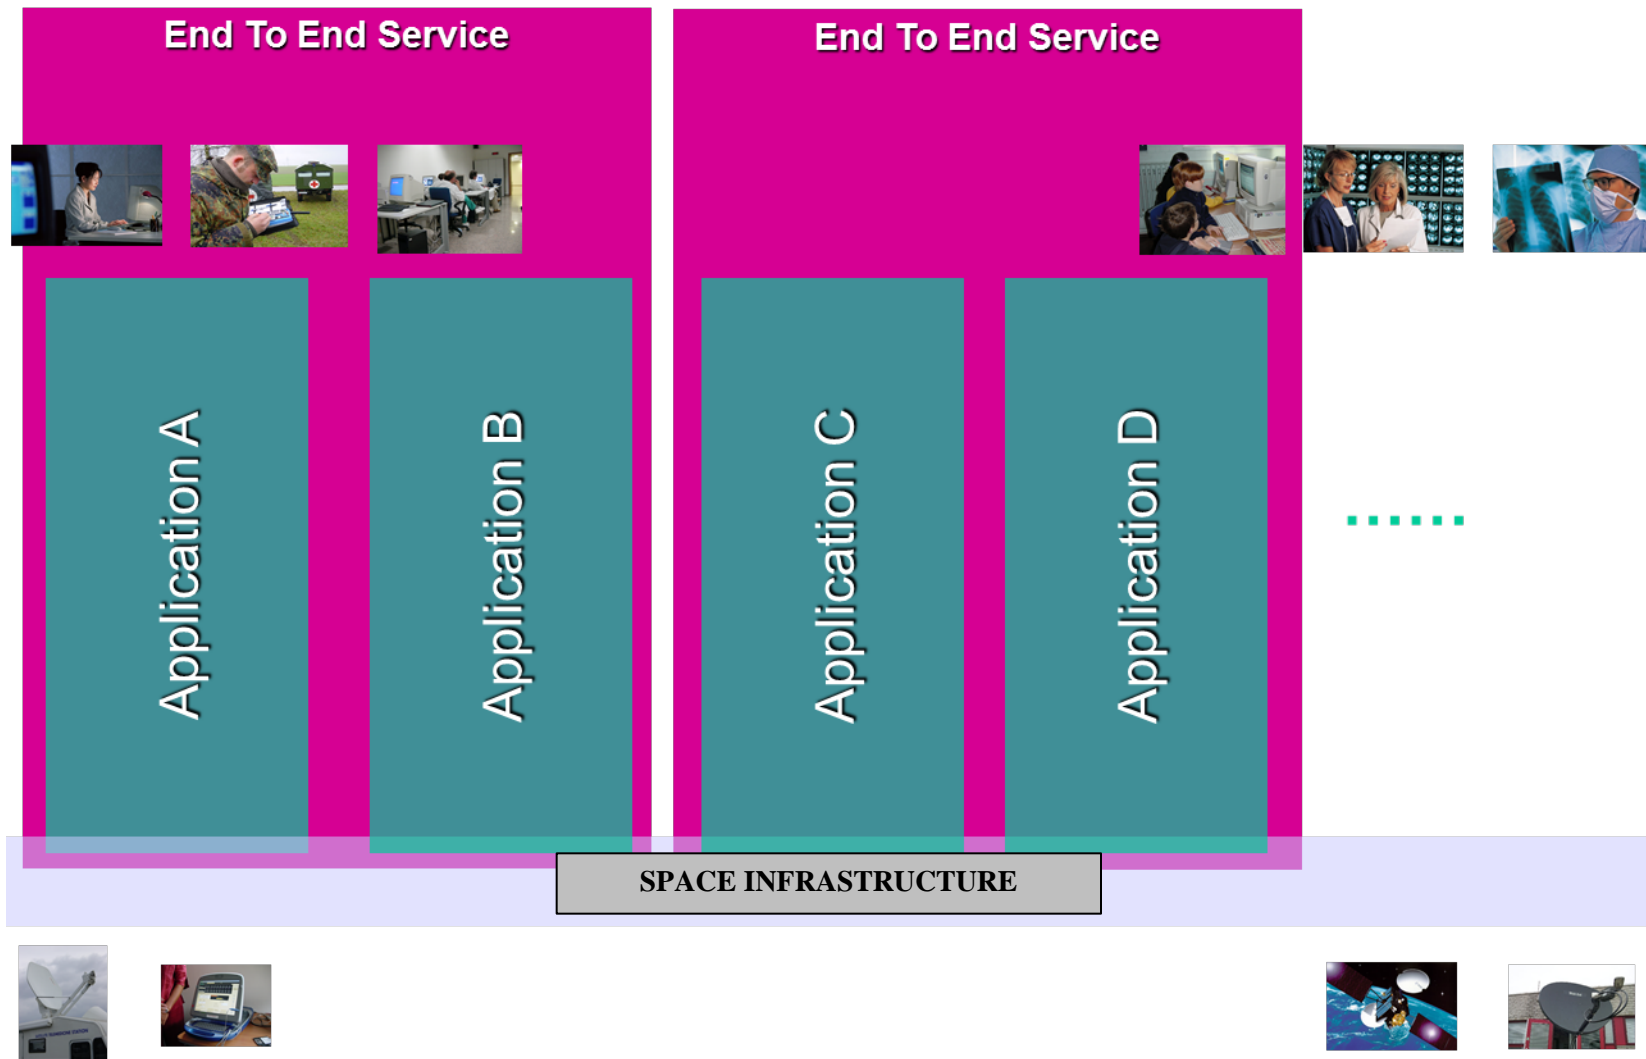 End To End Service
End To End Service
Application A
Application B
Application C
Application D
......
SPACE INFRASTRUCTURE